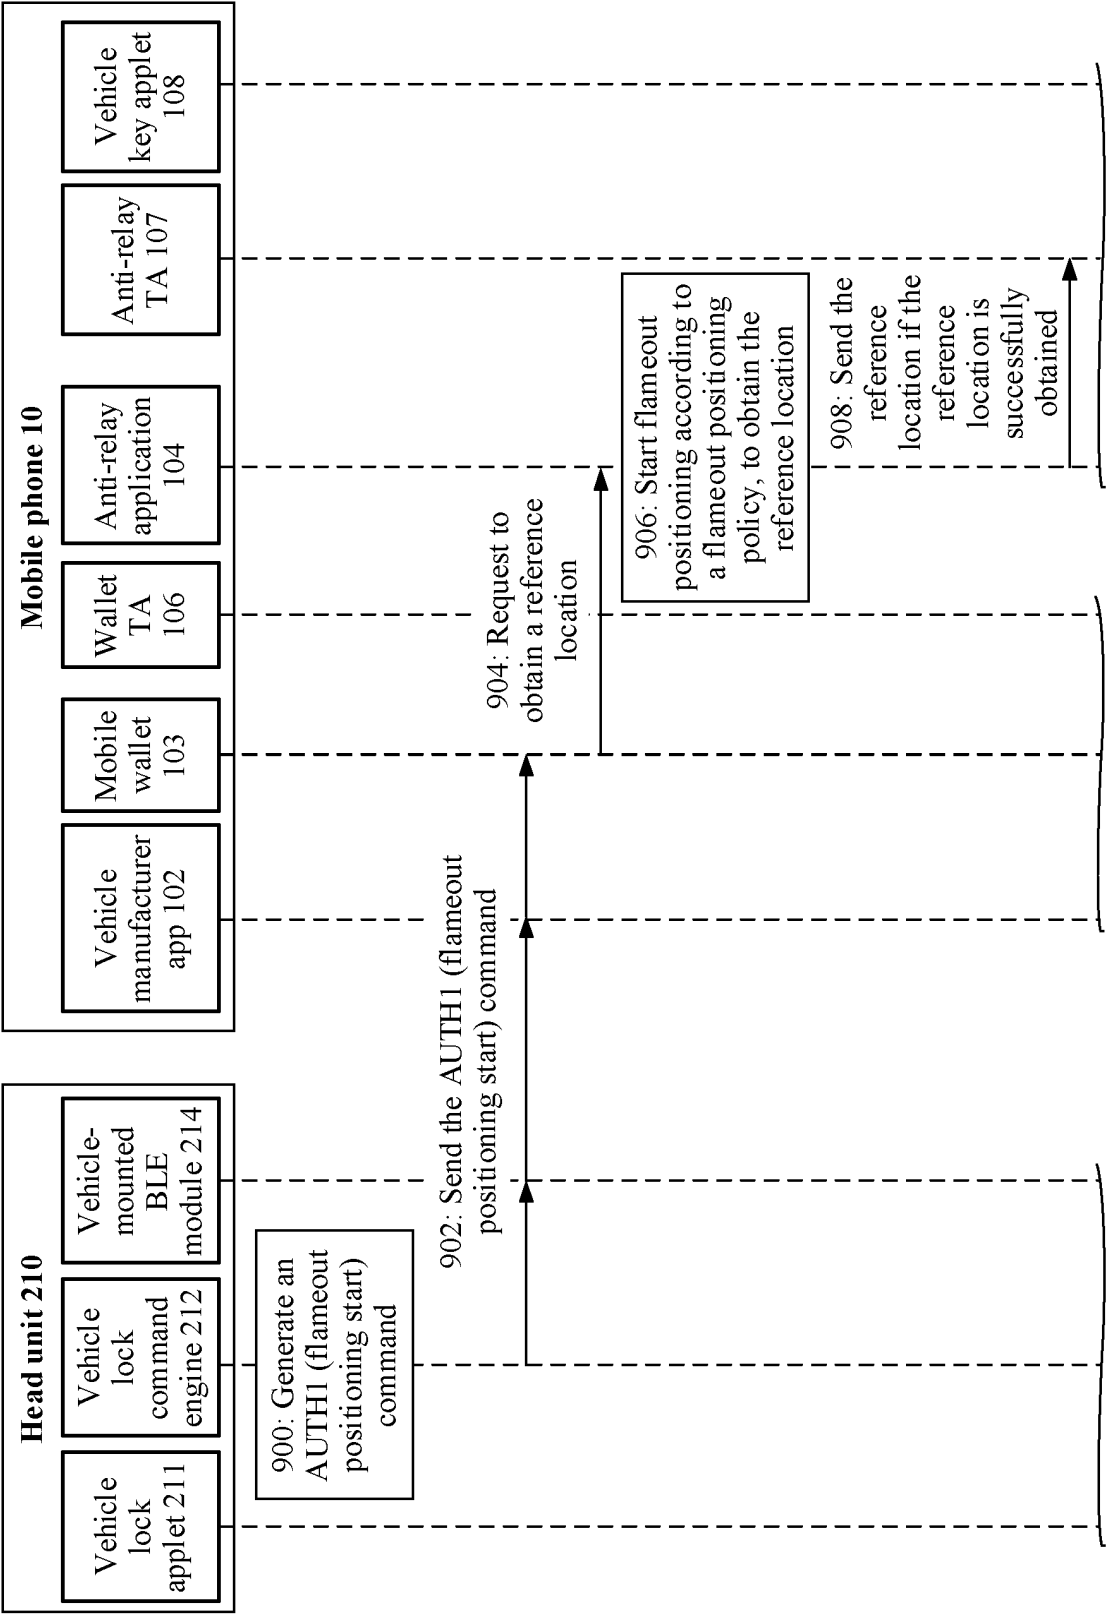 Head unit 210
Vehicle
lock
applet 211
Vehicle
lock
command
engine 212
Vehicle-
mounted
BLE
module 214
Mobile phone 10
Vehicle
manufacturer
app 102
Mobile
wallet
103
Wallet
TA
106
Anti-relay
application
104
Anti-relay
TA 107
Vehicle
key applet
108
900: Generate an
AUTH1 (flameout
positioning start)
command
902: Send the AUTH1 (flameout
positioning start) command
904: Request to
obtain a reference
location
906: Start flameout
positioning according to
a flameout positioning
policy, to obtain the
reference location
908: Send the
reference
location if the
reference
location is
successfully
obtained